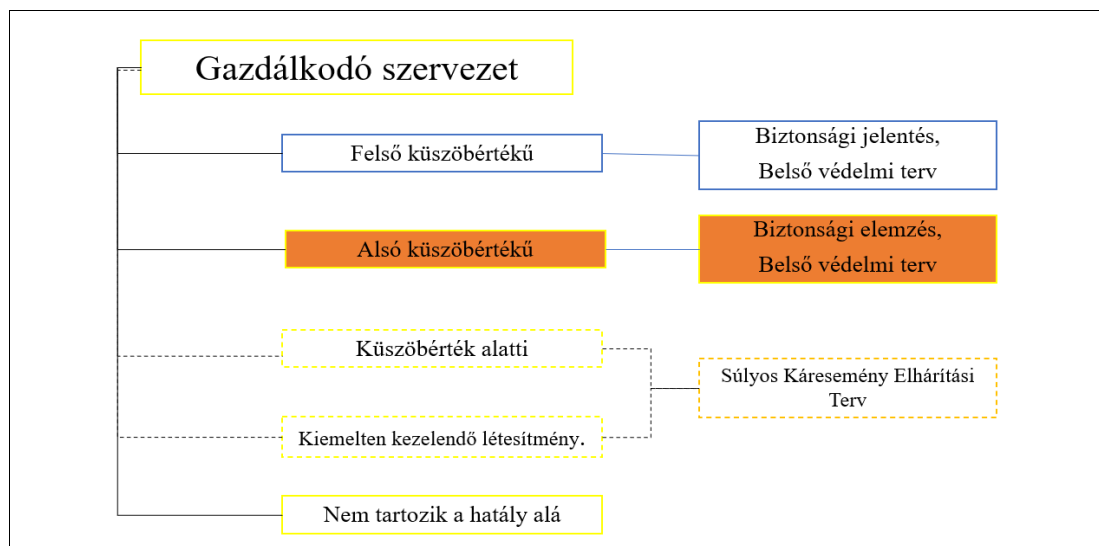 Gazdálkodó szervezet
Felső küszöbértékű
Biztonsági jelentés,
Belső védelmi terv
Alsó küszöbértékű
Biztonsági elemzés,
Belső védelmi terv
Küszöbérték alatti
Súlyos Káresemény Elhárítási
Terv
Kiemelten kezelendő létesítmény.
Nem tartozik a hatály alá